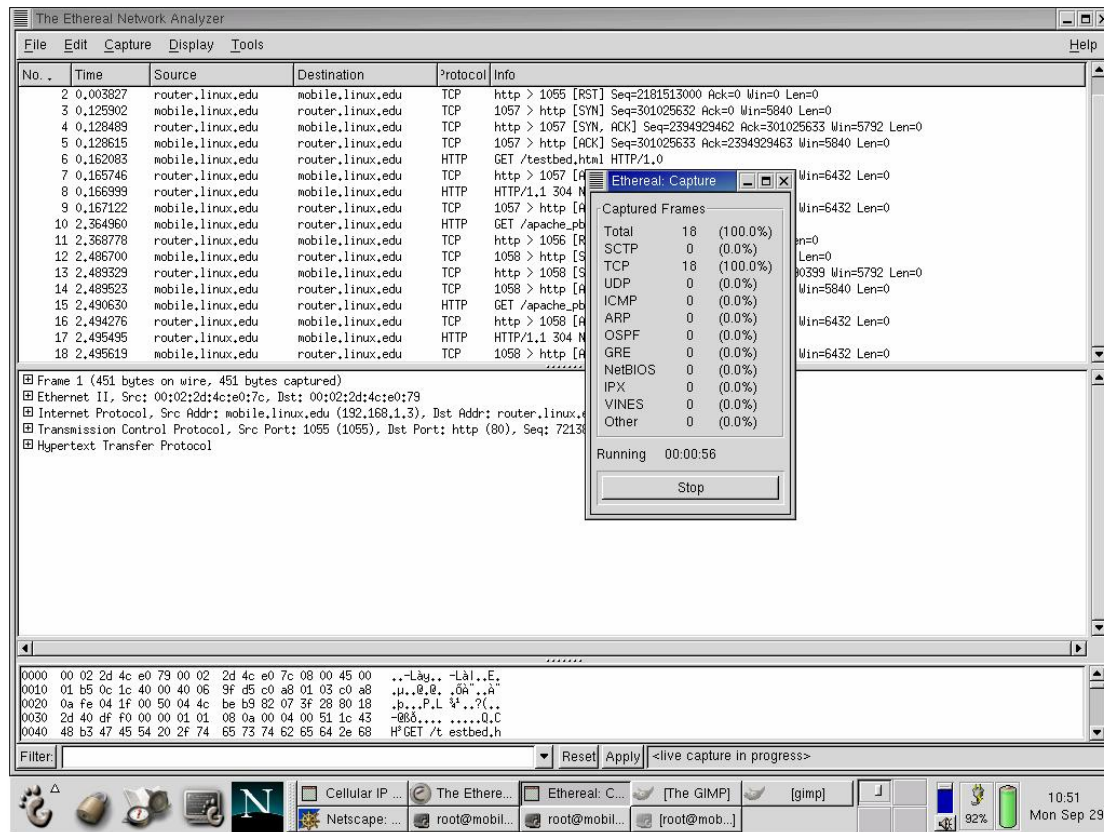 The Ethereal Network Analyzer
File Edit Capture Display Tools Help
No. . Time Source Destination Protocol Info
2 0.003827 router.linux.edu mobile.linux.edu TCP http > 1055 [RST] Seq=2181513000 Ack=0 Win=0 Len=0
3 0.125902 mobile.linux.edu router.linux.edu TCP 1057 > http [SYN] Seq=301025632 Ack=0 Win=5840 Len=0
4 0.128489 router.linux.edu mobile.linux.edu TCP http > 1057 [SYN, ACK] Seq=2394929462 Ack=301025633 Win=5792 Len=0
5 0.128615 mobile.linux.edu router.linux.edu TCP 1057 > http [ACK] Seq=301025633 Ack=2394929463 Win=5840 Len=0
6 0.162083 mobile.linux.edu router.linux.edu HTTP GET /testbed.html HTTP/1.0
7 0.165746 router.linux.edu mobile.linux.edu TCP http > 1057 [A Win=6432 Len=0
8 0.166999 router.linux.edu mobile.linux.edu HTTP HTTP/1.1 304 N
9 0.167122 mobile.linux.edu router.linux.edu TCP 1057 > http [A Win=6432 Len=0
10 2.364960 mobile.linux.edu router.linux.edu HTTP GET /apache_pb
11 2.368778 router.linux.edu mobile.linux.edu TCP http > 1056 [R n=0
12 2.486700 mobile.linux.edu router.linux.edu TCP 1058 > http [S Len=0
13 2.489329 router.linux.edu mobile.linux.edu TCP http > 1058 [S 0399 Win=5792 Len=0
14 2.489523 mobile.linux.edu router.linux.edu TCP 1058 > http [A Win=5840 Len=0
15 2.490630 mobile.linux.edu router.linux.edu HTTP GET /apache_pb
16 2.494276 router.linux.edu mobile.linux.edu TCP http > 1058 [A Win=6432 Len=0
17 2.495495 router.linux.edu mobile.linux.edu HTTP HTTP/1.1 304 N
18 2.495619 mobile.linux.edu router.linux.edu TCP 1058 > http [A Win=6432 Len=0
Ethereal: Capture
Captured Frames
Total 18 (100.0%)
SCTP 0 (0.0%)
TCP 18 (100.0%)
UDP 0 (0.0%)
ICMP 0 (0.0%)
ARP 0 (0.0%)
OSPF 0 (0.0%)
GRE 0 (0.0%)
NetBIOS 0 (0.0%)
IPX 0 (0.0%)
VINES 0 (0.0%)
Other 0 (0.0%)
Running 00:00:56
Stop
Frame 1 (451 bytes on wire, 451 bytes captured)
Ethernet II, Src: 00:02:2d:4c:e0:7c, Dst: 00:02:2d:4c:e0:79
Internet Protocol, Src Addr: mobile.linux.edu (192.168.1.3), Dst Addr: router.linux.e
Transmission Control Protocol, Src Port: 1055 (1055), Dst Port: http (80), Seq: 72138
Hypertext Transfer Protocol
0000 00 02 2d 4c e0 79 00 02 2d 4c e0 7c 08 00 45 00 ..-Lày.. -Là|..E.
0010 01 b5 0c 1c 40 00 40 06 9f d5 c0 a8 01 03 c0 a8 .µ..@.@. .ÕÀ¨..À¨
0020 0a fe 04 1f 00 50 04 4c be b9 82 07 3f 28 80 18 .þ...P.L ¾¹..?(..
0030 2d 40 df f0 00 00 01 01 08 0a 00 04 00 51 1c 43 -@ßð.... .....Q.C
0040 48 b3 47 45 54 20 2f 74 65 73 74 62 65 64 2e 68 H³GET /t estbed.h
Filter: Reset Apply <live capture in progress>
Cellular IP ... The Ethere... Ethereal: C... [The GIMP] [gimp]
N Netscape: ... root@mobil... root@mobil... [root@mob...]
92%
10:51
Mon Sep 29